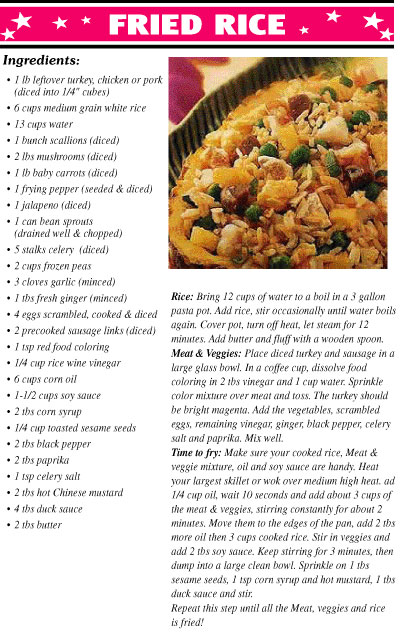 FRIED RICE
Ingredients:
• 1 lb leftover turkey, chicken or pork
(diced into 1/4" cubes)
• 6 cups medium grain white rice
• 13 cups water
• 1 bunch scallions (diced)
• 2 lbs mushrooms (diced)
• 1 lb baby carrots (diced)
• 1 frying pepper (seeded & diced)
• 1 jalapeno (diced)
• 1 can bean sprouts
(drained well & chopped)
• 5 stalks celery (diced)
• 2 cups frozen peas
• 3 cloves garlic (minced)
• 1 tbs fresh ginger (minced)
• 4 eggs scrambled, cooked & diced
• 2 precooked sausage links (diced)
• 1 tsp red food coloring
• 1/4 cup rice wine vinegar
• 6 cups corn oil
• 1-1/2 cups soy sauce
• 2 tbs corn syrup
• 1/4 cup toasted sesame seeds
• 2 tbs black pepper
• 2 tbs paprika
• 1 tsp celery salt
• 2 tbs hot Chinese mustard
• 4 tbs duck sauce
• 2 tbs butter
Rice: Bring 12 cups of water to a boil in a 3 gallon
pasta pot. Add rice, stir occasionally until water boils
again. Cover pot, turn off heat, let steam for 12
minutes. Add butter and fluff with a wooden spoon.
Meat & Veggies: Place diced turkey and sausage in a
large glass bowl. In a coffee cup, dissolve food
coloring in 2 tbs vinegar and 1 cup water. Sprinkle
color mixture over meat and toss. The turkey should
be bright magenta. Add the vegetables, scrambled
eggs, remaining vinegar, ginger, black pepper, celery
salt and paprika. Mix well.
Time to fry: Make sure your cooked rice, Meat &
veggie mixture, oil and soy sauce are handy. Heat
your largest skillet or wok over medium high heat. ad
1/4 cup oil, wait 10 seconds and add about 3 cups of
the meat & veggies, stirring constantly for about 2
minutes. Move them to the edges of the pan, add 2 tbs
more oil then 3 cups cooked rice. Stir in veggies and
add 2 tbs soy sauce. Keep stirring for 3 minutes, then
dump into a large clean bowl. Sprinkle on 1 tbs
sesame seeds, 1 tsp corn syrup and hot mustard, 1 tbs
duck sauce and stir.
Repeat this step until all the Meat, veggies and rice
is fried!